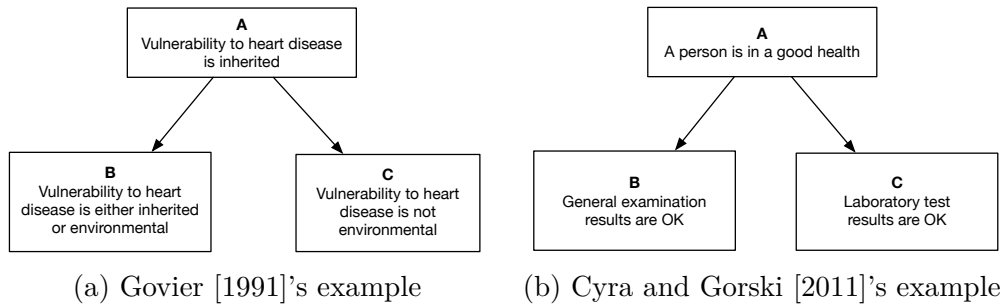 A
Vulnerability to heart disease
is inherited
B
Vulnerability to heart
disease is either inherited
or environmental
C
Vulnerability to heart
disease is not
environmental
(a) Govier [1991]'s example
A
A person is in a good health
B
General examination
results are OK
C
Laboratory test
results are OK
(b) Cyra and Gorski [2011]'s example